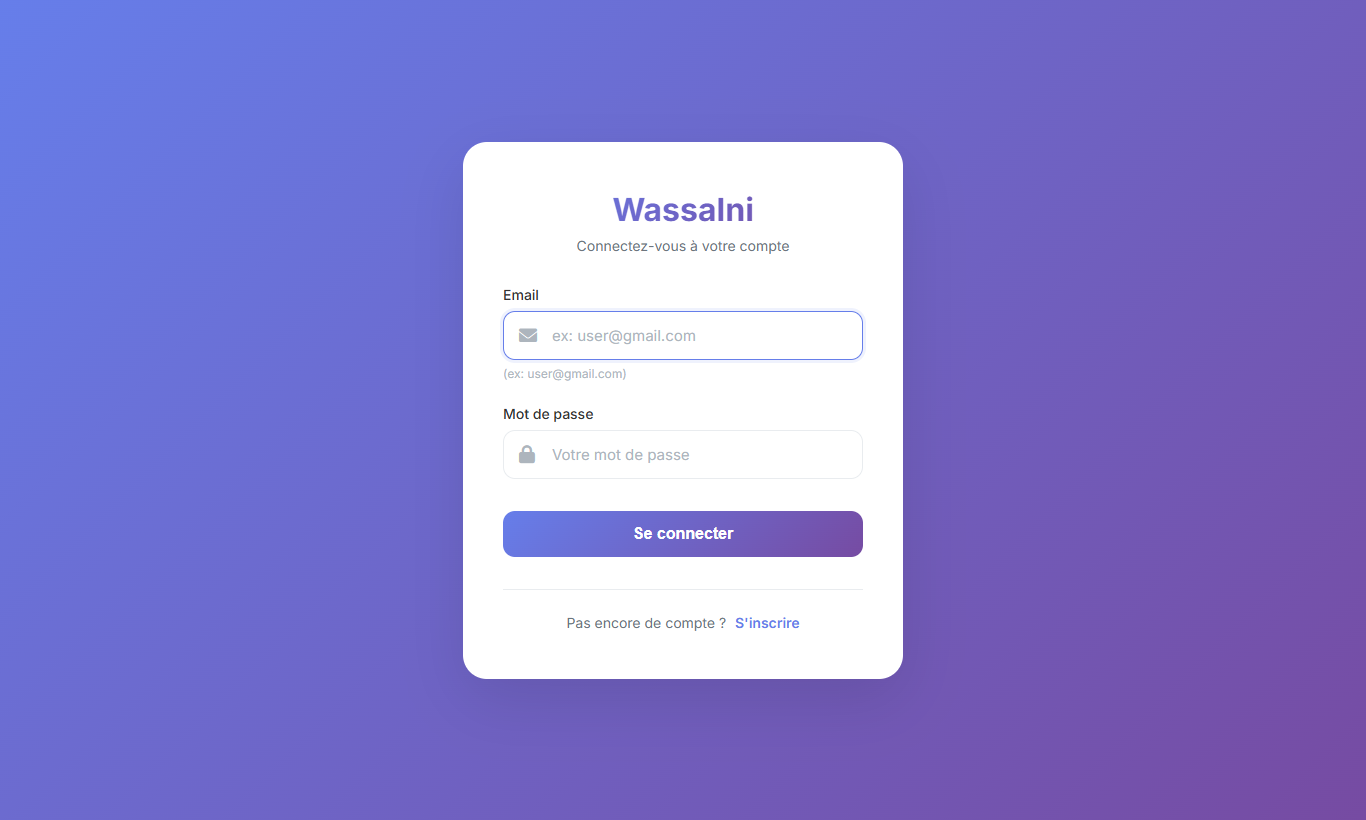 Wassalni
Connectez-vous à votre compte
Email
ex: user@gmail.com
(ex: user@gmail.com)
Mot de passe
Votre mot de passe
Se connecter
Pas encore de compte ? S'inscrire